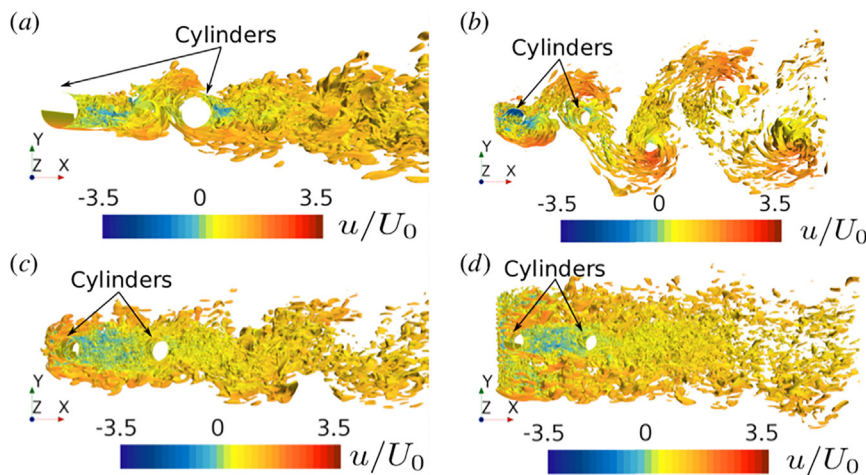 (a)
Cylinders
Y
Z X
-3.5 0 3.5
u/U0
(b)
Cylinders
Y
Z X
-3.5 0 3.5
u/U0
(c)
Cylinders
Y
Z X
-3.5 0 3.5
u/U0
(d)
Cylinders
Y
Z X
-3.5 0 3.5
u/U0